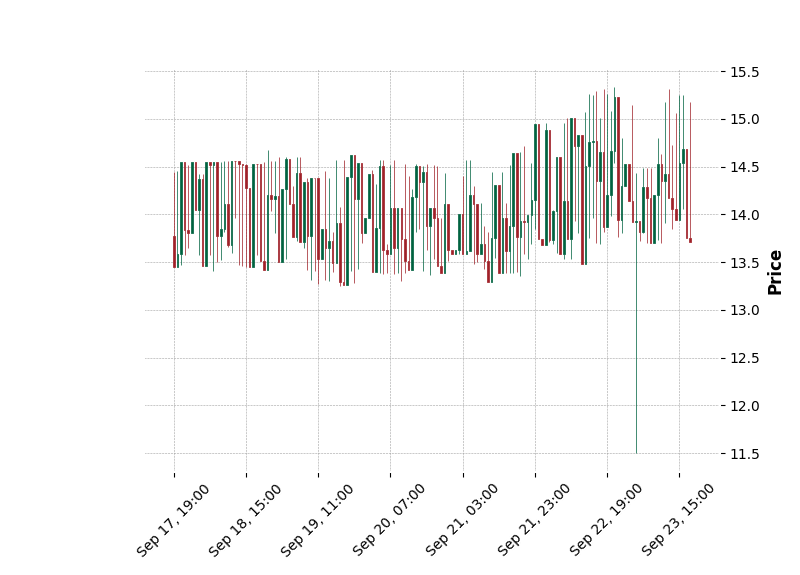 15.5
15.0
14.5
14.0
13.5
13.0
12.5
12.0
11.5
Price
Sep 17, 19:00
Sep 18, 15:00
Sep 19, 11:00
Sep 20, 07:00
Sep 21, 03:00
Sep 21, 23:00
Sep 22, 19:00
Sep 23, 15:00